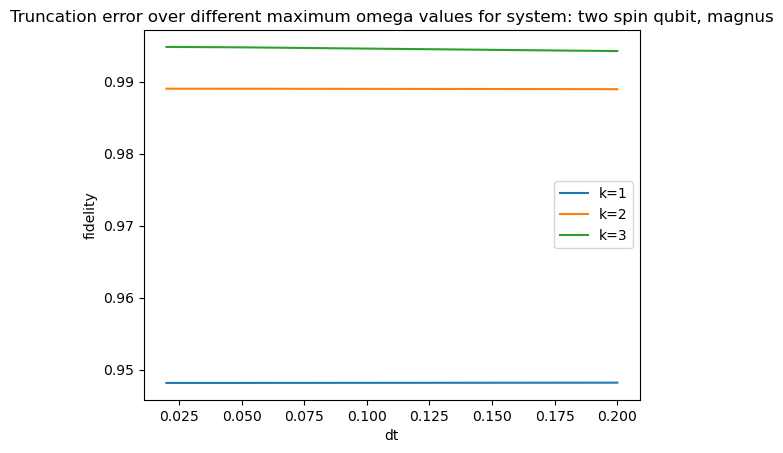 Truncation error over different maximum omega values for system: two spin qubit, magnus
0.99
0.98
0.97
0.96
0.95
fidelity
k=1
k=2
k=3
0.025
0.050
0.075
0.100
0.125
0.150
0.175
0.200
dt